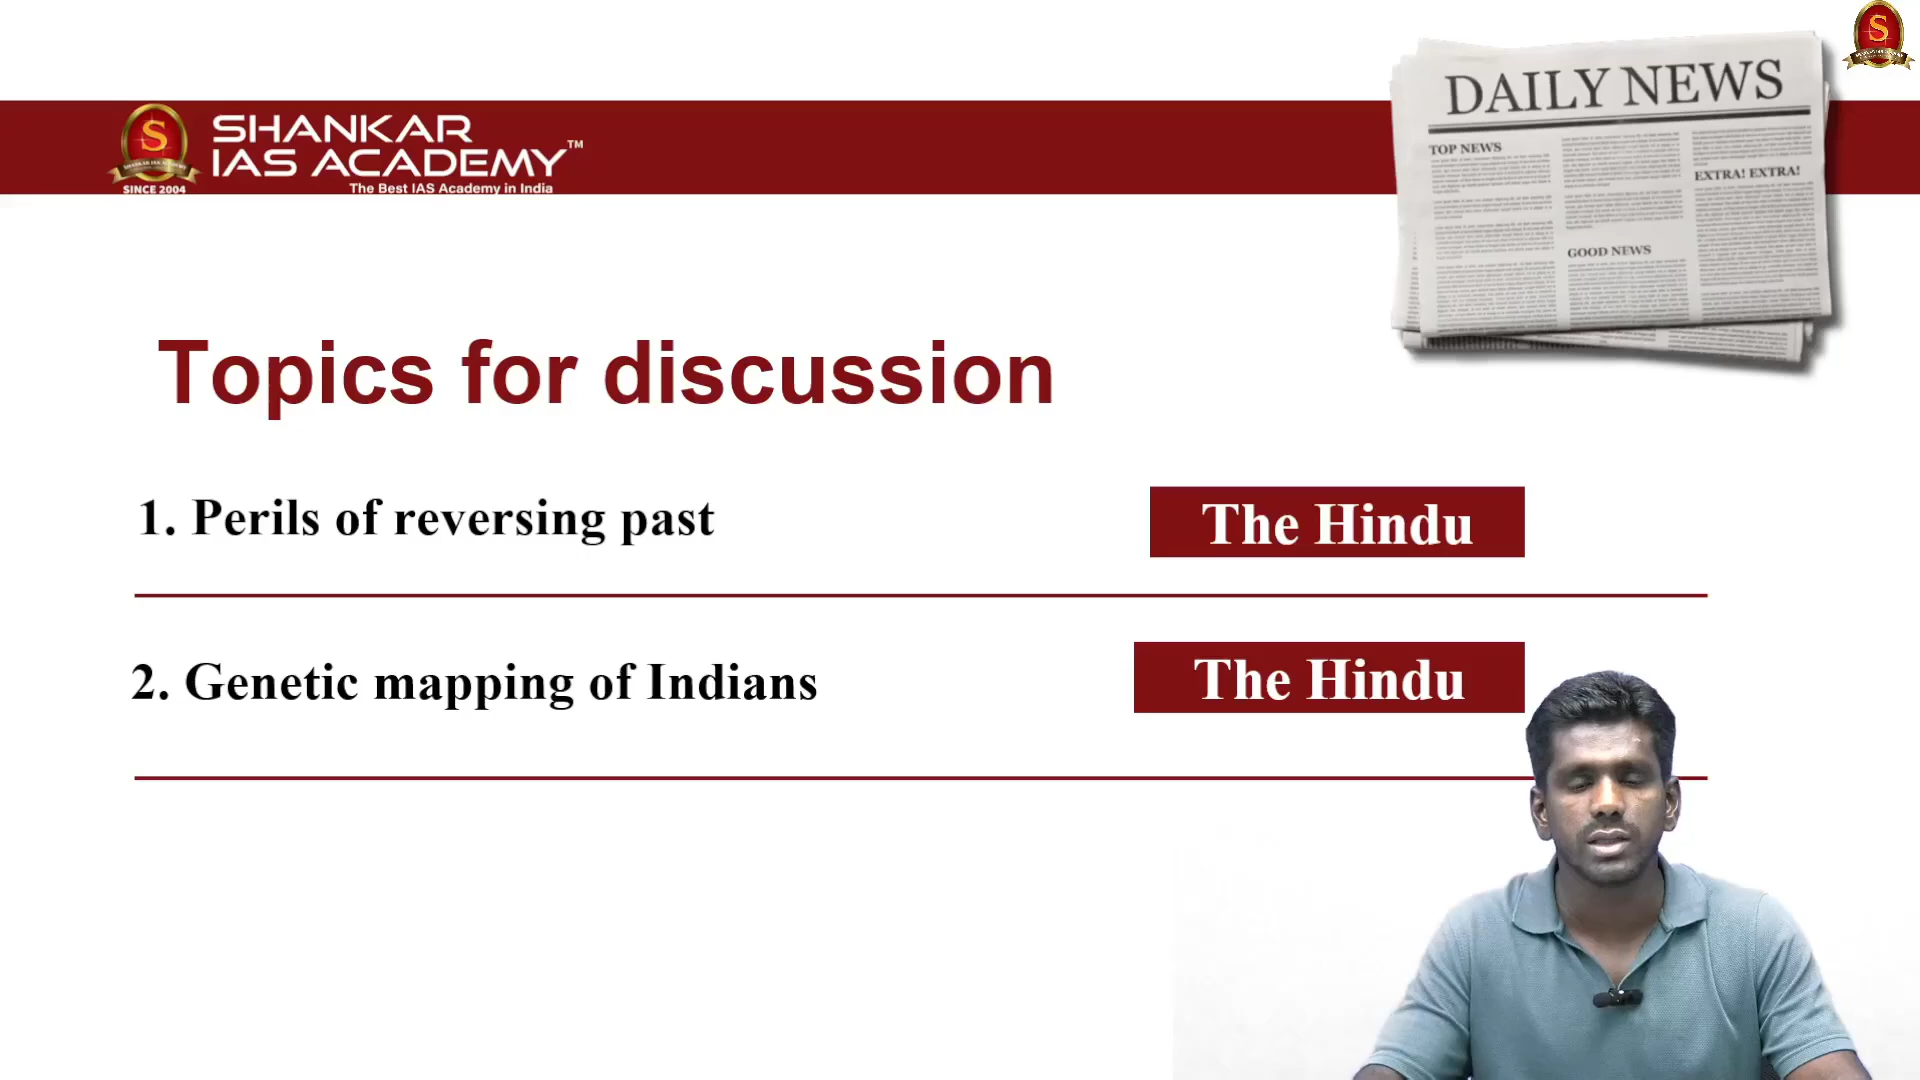 SHANKAR
IAS ACADEMY™
The Best IAS Academy in India
S
SINCE 2004
DAILY NEWS
TOP NEWS
EXTRA! EXTRA!
GOOD NEWS
S
Topics for discussion
1. Perils of reversing past
The Hindu
2. Genetic mapping of Indians
The Hindu